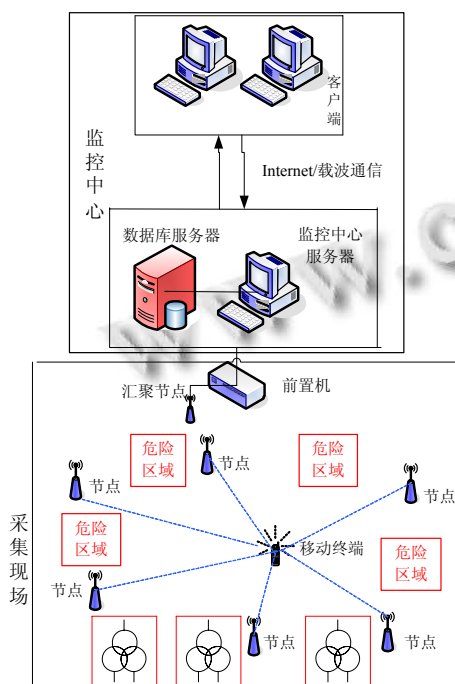 客户端
监控中心
Internet/载波通信
数据库服务器
监控中心
服务器
www.c
前置机
汇聚节点
危险
区域
节点
危险
区域
节点
节点
采集现场
危险
区域
移动终端
危险
区域
节点
节点
节点